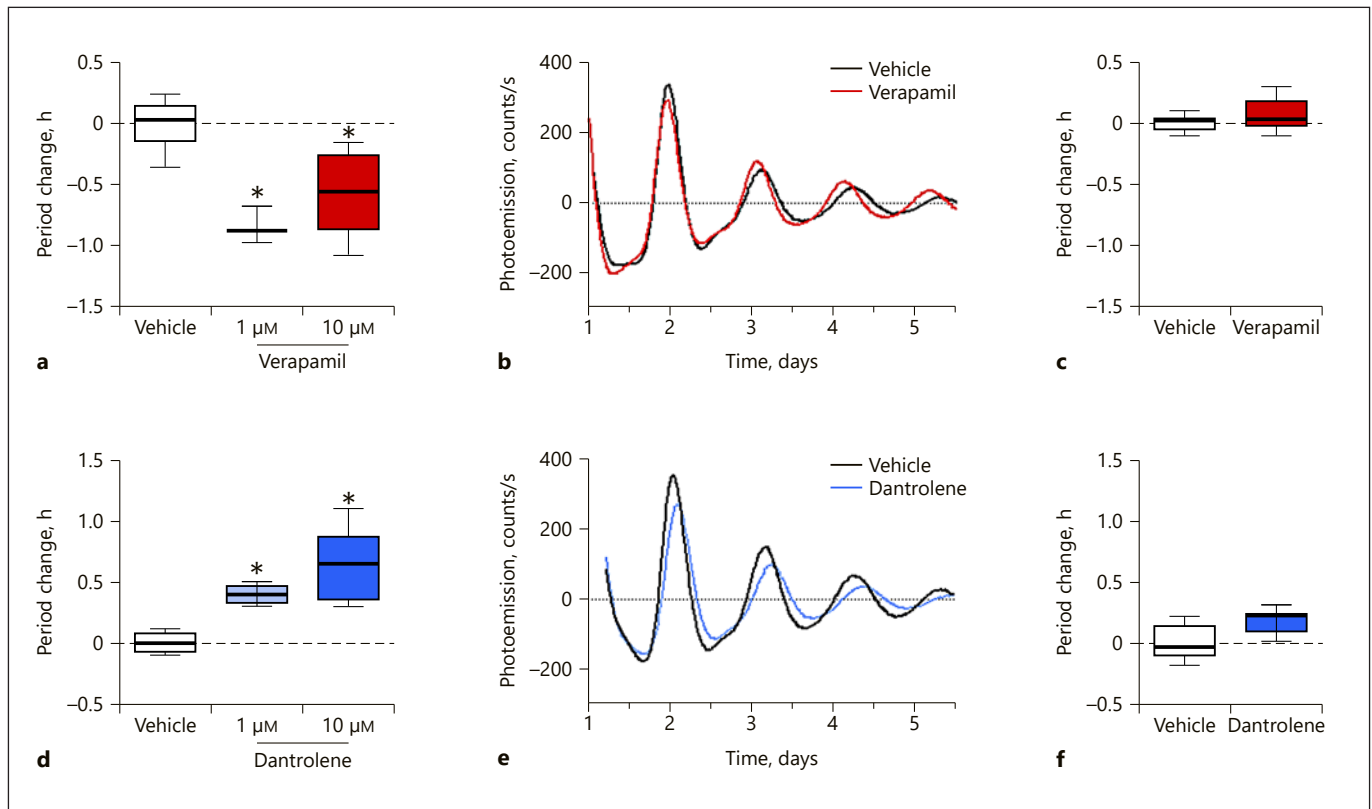 0.5
0
–0.5
–1.0
–1.5
Period change, h
*
*
Vehicle
1 µM
10 µM
Verapamil
a
400
200
0
–200
Photoemission, counts/s
Vehicle
Verapamil
1
2
3
4
5
Time, days
b
0.5
0
–0.5
–1.0
–1.5
Period change, h
Vehicle
Verapamil
c
1.5
1.0
0.5
0
–0.5
Period change, h
*
*
Vehicle
1 µM
10 µM
Dantrolene
d
400
200
0
–200
Photoemission, counts/s
Vehicle
Dantrolene
1
2
3
4
5
Time, days
e
1.5
1.0
0.5
0
–0.5
Period change, h
Vehicle
Dantrolene
f